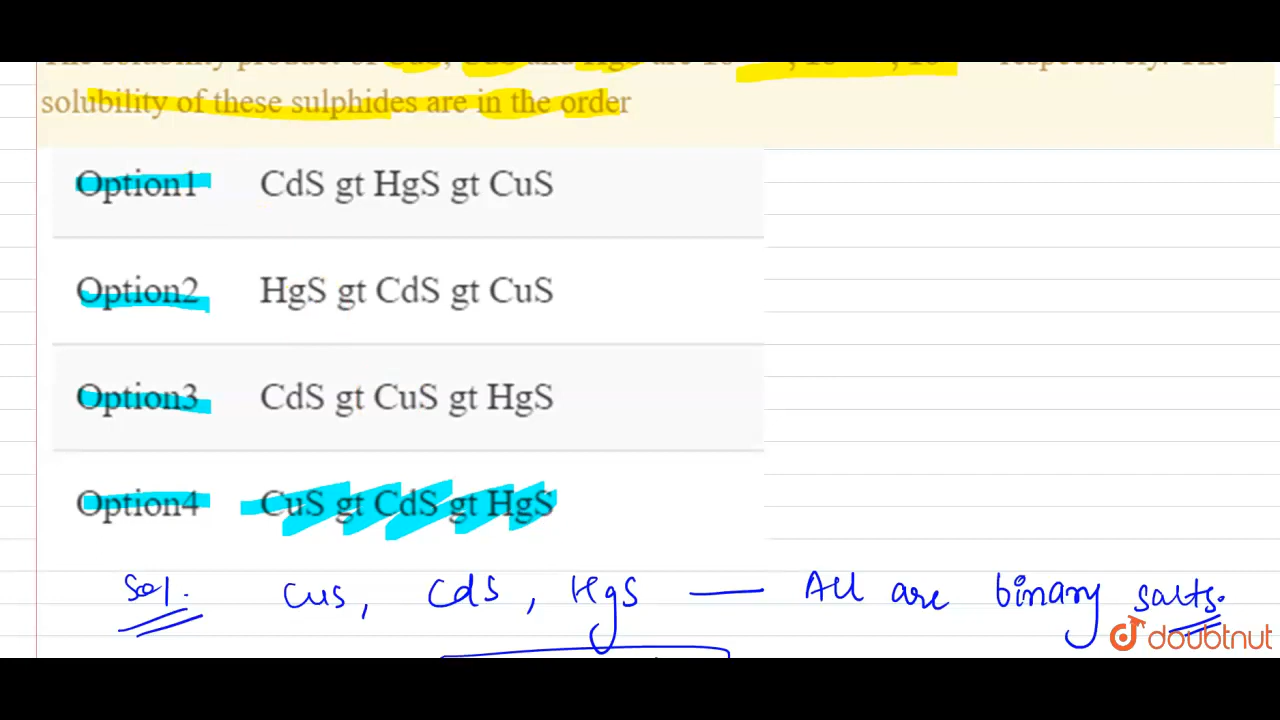 solubility of these sulphides are in the order
Option1 CdS gt HgS gt CuS
Option2 HgS gt CdS gt CuS
Option3 CdS gt CuS gt HgS
Option4 CuS gt CdS gt HgS
Sol. CuS, CdS, HgS — All are binary salts.
doubtnut